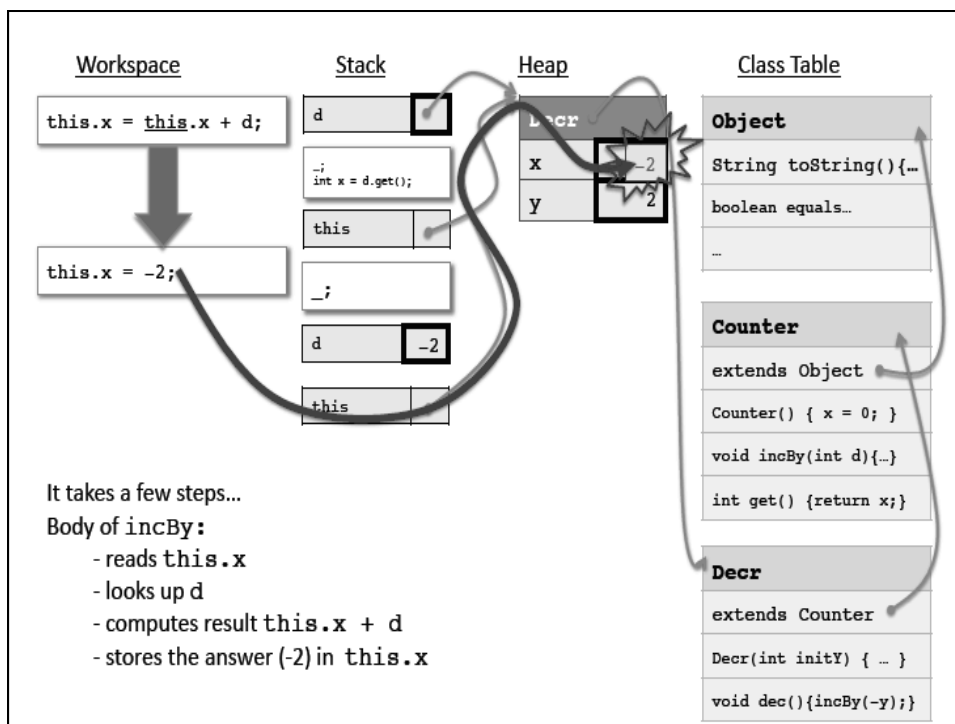 Workspace
this.x = this.x + d;
this.x = -2;
Stack
d
_;
int x = d.get();
this
_;
d -2
this
Heap
Decr
x -2
y 2
Class Table
Object
String toString(){…
boolean equals…
…
Counter
extends Object
Counter() { x = 0; }
void incBy(int d){…}
int get() {return x;}
Decr
extends Counter
Decr(int initY) { … }
void dec(){incBy(-y);}
It takes a few steps…
Body of incBy:
- reads this.x
- looks up d
- computes result this.x + d
- stores the answer (-2) in this.x